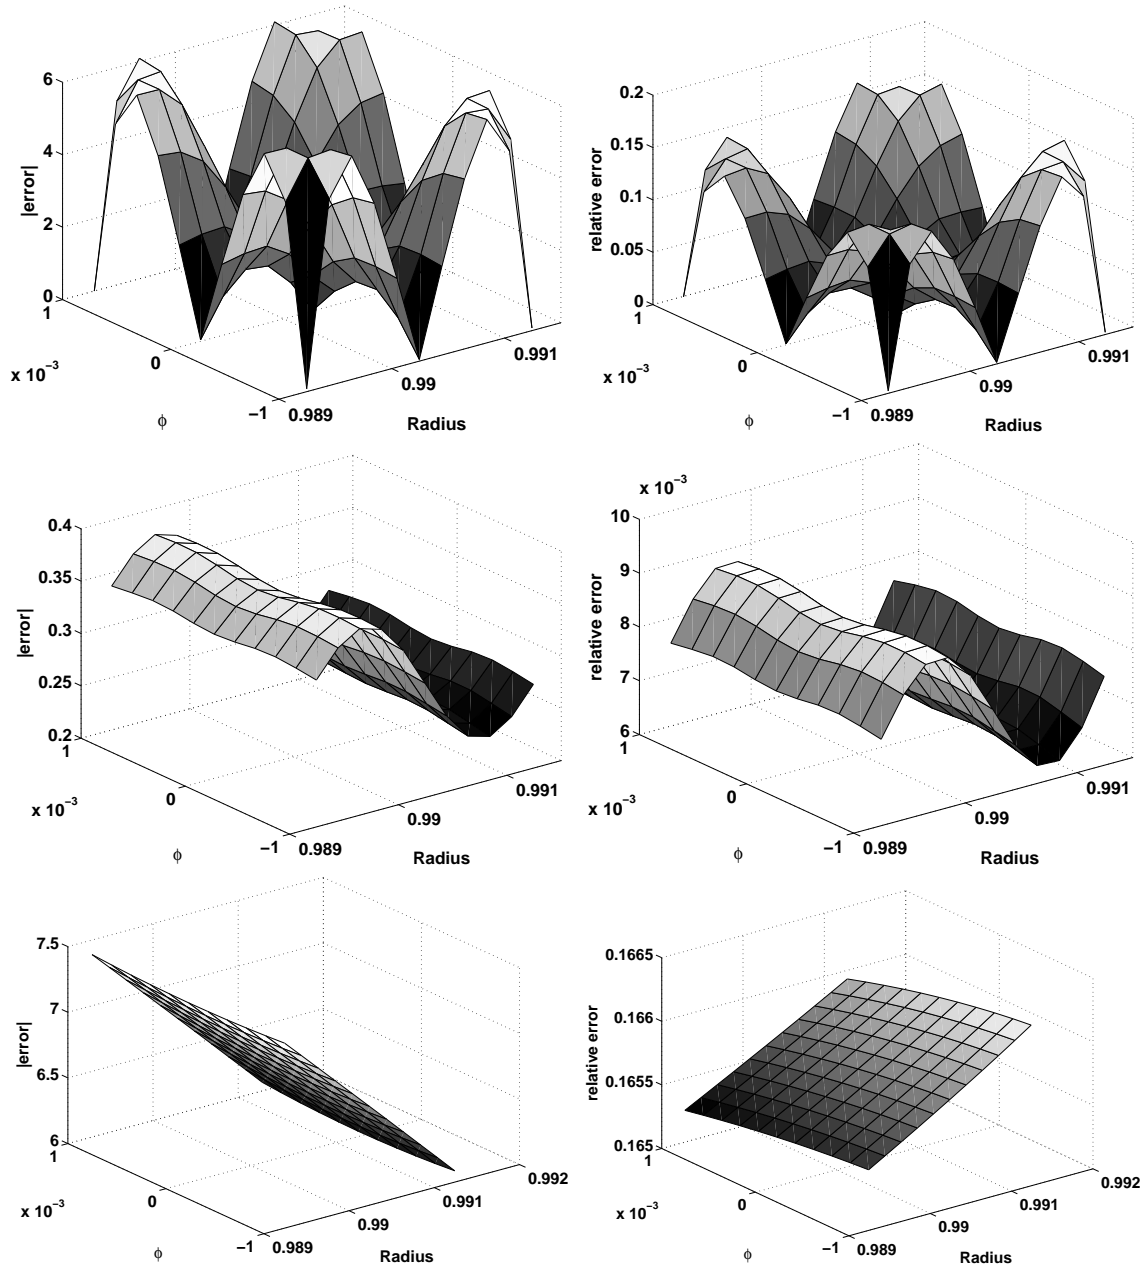 6
4
2
0
|error|
1
0
−1
x 10−3
ϕ
0.989
0.99
0.991
Radius
0.2
0.15
0.1
0.05
0
relative error
1
0
−1
x 10−3
ϕ
0.989
0.99
0.991
Radius
0.4
0.35
0.3
0.25
0.2
|error|
1
0
−1
x 10−3
ϕ
0.989
0.99
0.991
Radius
x 10−3
10
9
8
7
6
relative error
1
0
−1
x 10−3
ϕ
0.989
0.99
0.991
Radius
7.5
7
6.5
6
|error|
1
0
−1
x 10−3
ϕ
0.989
0.99
0.991
0.992
Radius
0.1665
0.166
0.1655
0.165
relative error
1
0
−1
x 10−3
ϕ
0.989
0.99
0.991
0.992
Radius